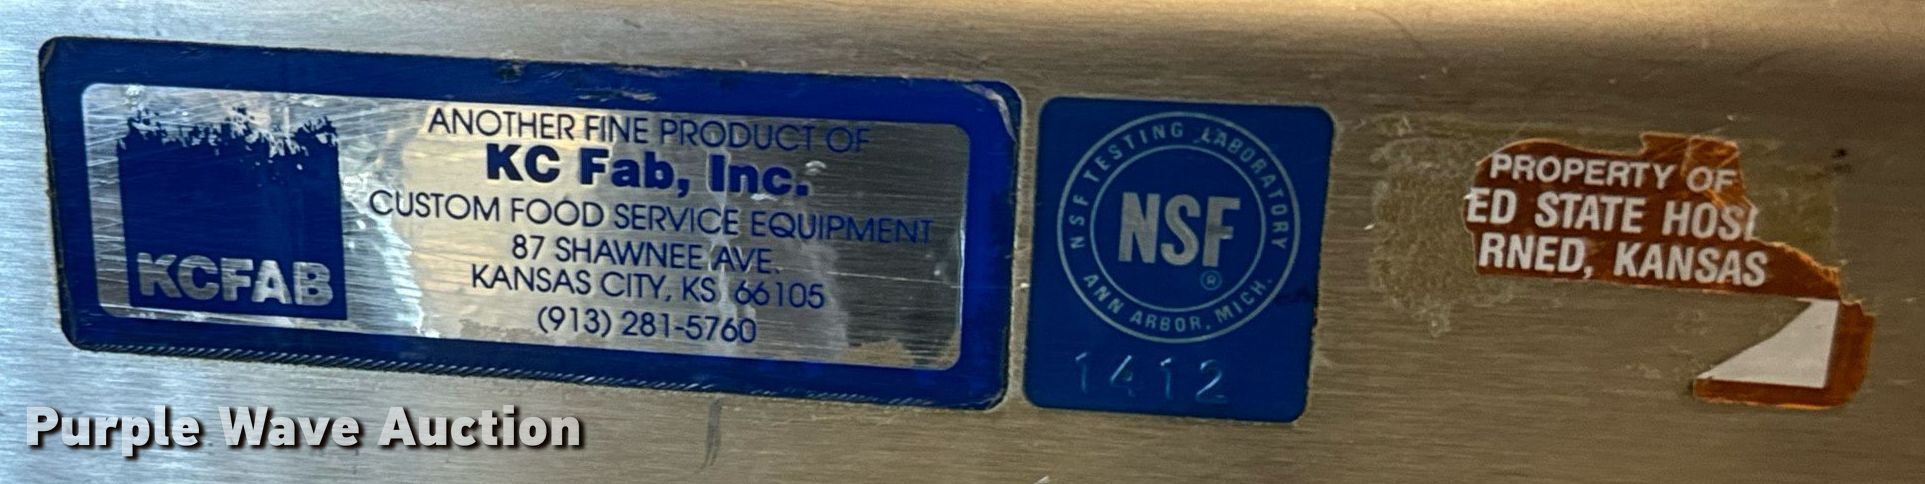 ANOTHER FINE PRODUCT OF
KC Fab, Inc.
CUSTOM FOOD SERVICE EQUIPMENT
87 SHAWNEE AVE.
KANSAS CITY, KS 66105
(913) 281-5760
KCFAB
NSF TESTING LABORATORY
ANN ARBOR, MICH.
NSF®
1412
PROPERTY OF
ED STATE HOS
RNED, KANSAS
Purple Wave Auction